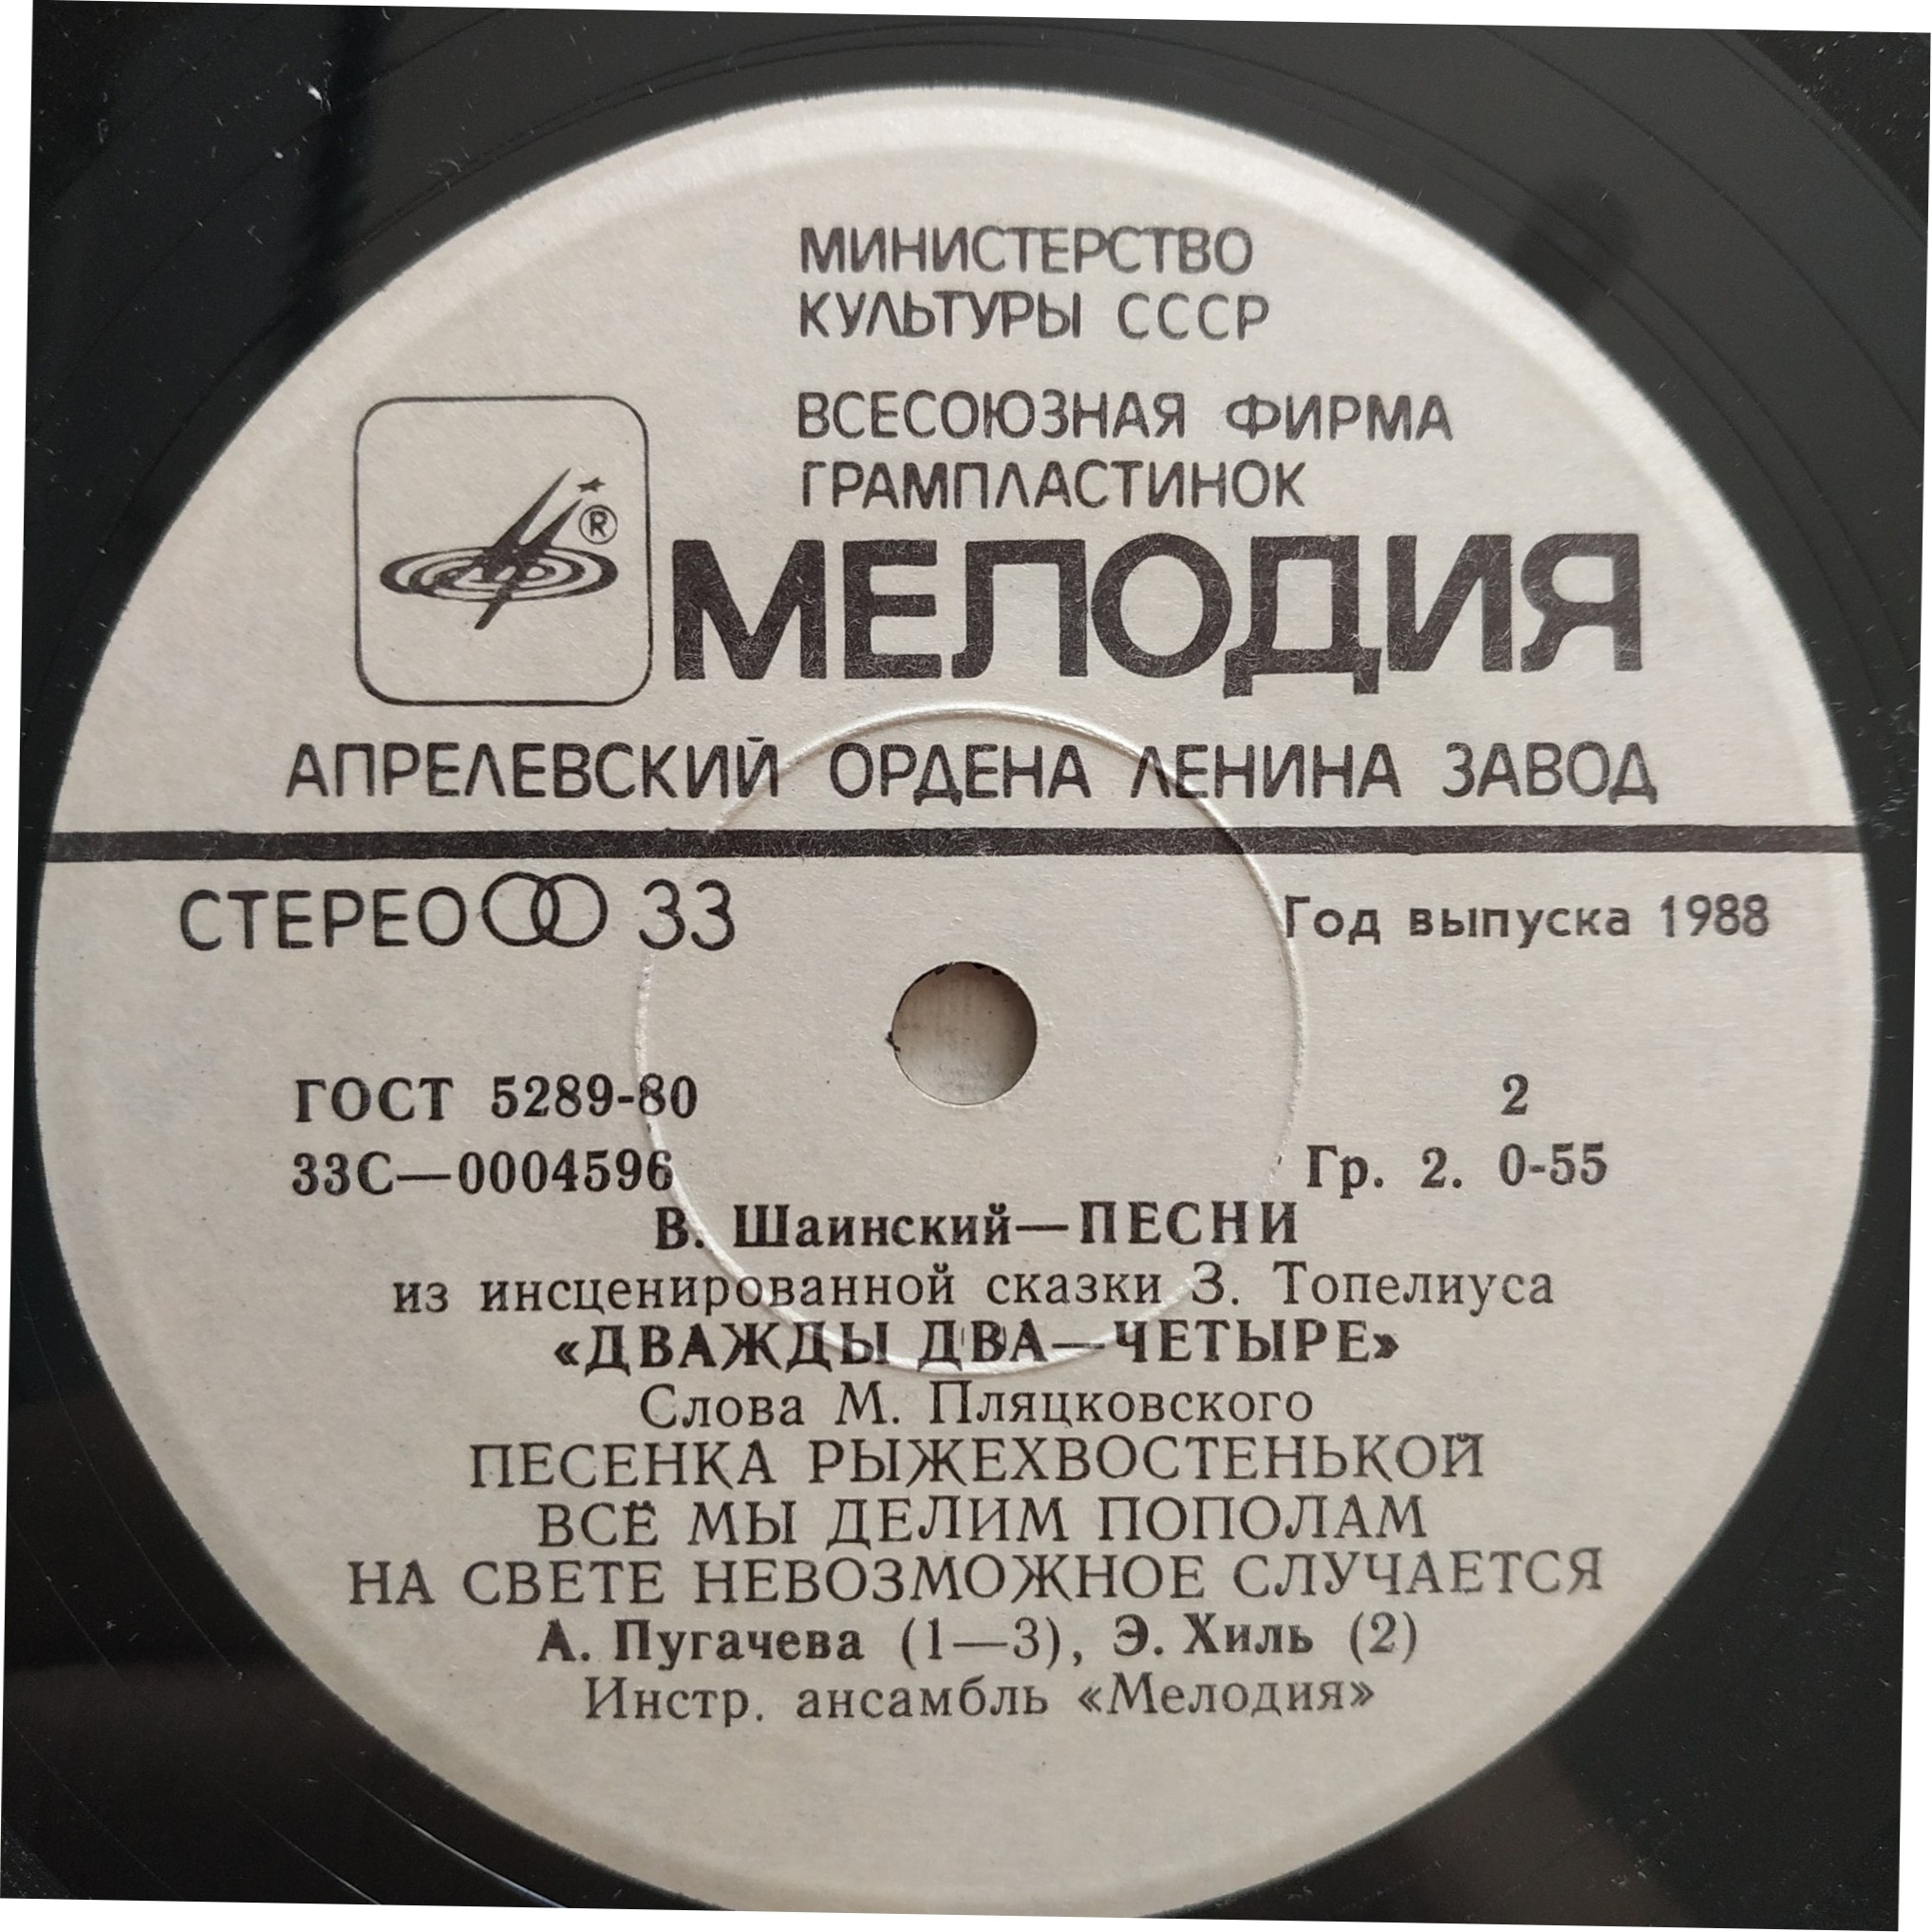 МИНИСТЕРСТВО
КУЛЬТУРЫ СССР
ВСЕСОЮЗНАЯ ФИРМА
ГРАМПЛАСТИНОК
®
МЕЛОДИЯ
АПРЕЛЕВСКИЙ ОРДЕНА ЛЕНИНА ЗАВОД
СТЕРЕО 33
Год выпуска 1988
ГОСТ 5289-80
2
33С—0004596
Гр. 2. 0-55
В. Шаинский—ПЕСНИ
из инсценированной сказки З. Топелиуса
«ДВАЖДЫ ДВА—ЧЕТЫРЕ»
Слова М. Пляцковского
ПЕСЕНКА РЫЖЕХВОСТЕНЬКОЙ
ВСЁ МЫ ДЕЛИМ ПОПОЛАМ
НА СВЕТЕ НЕВОЗМОЖНОЕ СЛУЧАЕТСЯ
А. Пугачева (1—3), Э. Хиль (2)
Инстр. ансамбль «Мелодия»